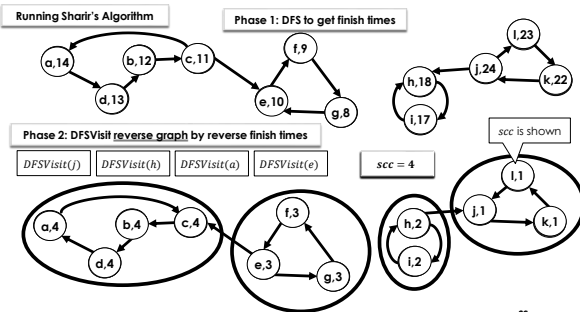 Running Sharir's Algorithm
Phase 1: DFS to get finish times
a,14
b,12
c,11
d,13
f,9
e,10
g,8
l,23
j,24
k,22
h,18
i,17
Phase 2: DFSVisit reverse graph by reverse finish times
scc is shown
DFSVisit(j)
DFSVisit(h)
DFSVisit(a)
DFSVisit(e)
scc = 4
a,4
b,4
c,4
d,4
f,3
e,3
g,3
h,2
i,2
l,1
j,1
k,1